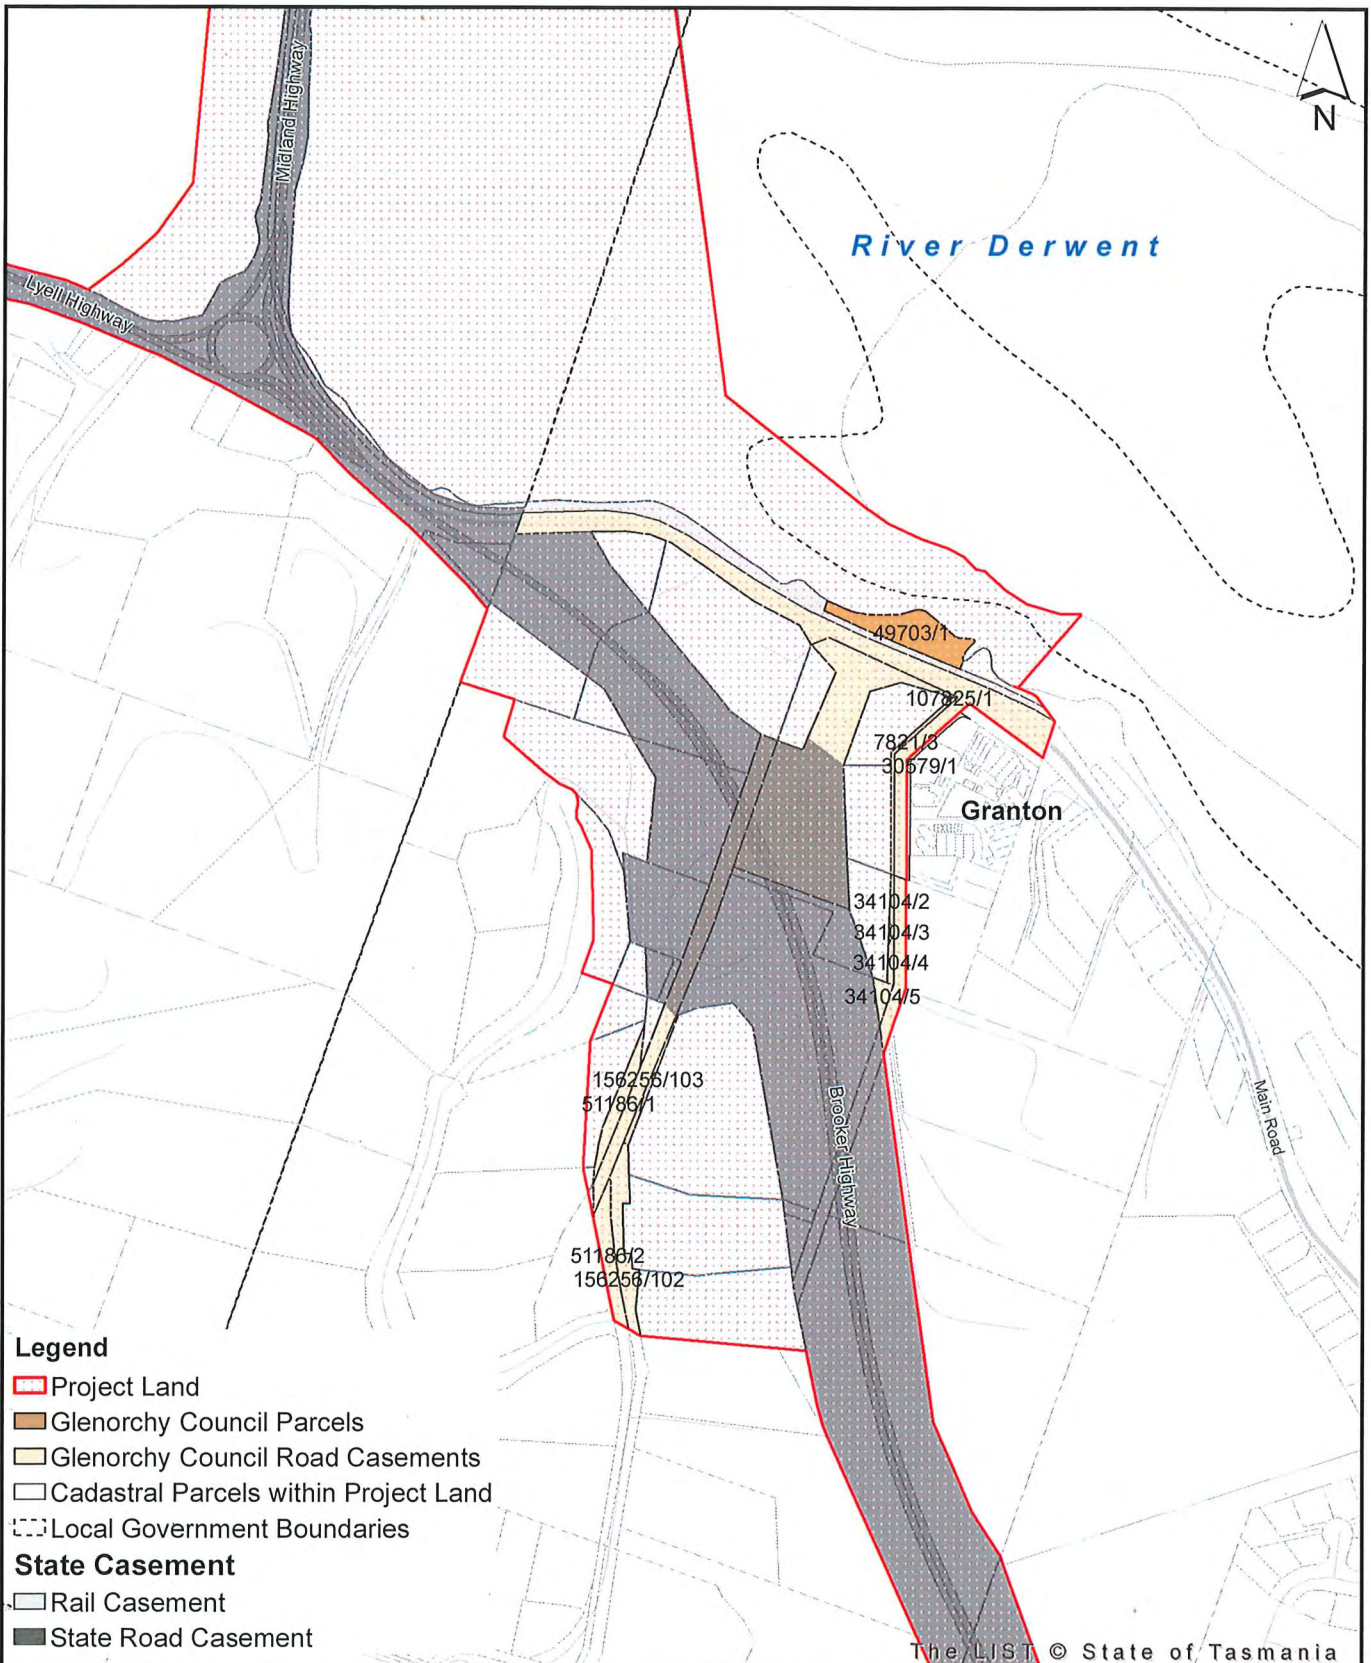 Midland Highway
N
River Derwent
Lyell Highway
49703/1
107825/1
7821/3
30579/1
Granton
34104/2
34104/3
34104/4
34104/5
156256/103
51186/1
Brooker Highway
Main Road
51186/2
156256/102
Legend
Project Land
Glenorchy Council Parcels
Glenorchy Council Road Casements
Cadastral Parcels within Project Land
Local Government Boundaries
State Casement
Rail Casement
State Road Casement
The LIST © State of Tasmania